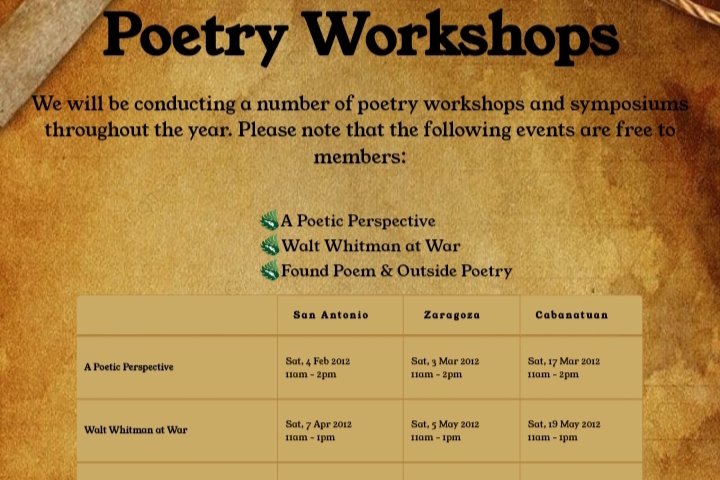 Poetry Workshops
We will be conducting a number of poetry workshops and symposiums
throughout the year. Please note that the following events are free to
members:
A Poetic Perspective
Walt Whitman at War
Found Poem & Outside Poetry
San Antonio Zaragoza Cabanatuan
A Poetic Perspective
Sat, 4 Feb 2012
11am - 2pm
Sat, 3 Mar 2012
11am - 2pm
Sat, 17 Mar 2012
11am - 2pm
Walt Whitman at War
Sat, 7 Apr 2012
11am - 1pm
Sat, 5 May 2012
11am - 1pm
Sat, 19 May 2012
11am - 1pm